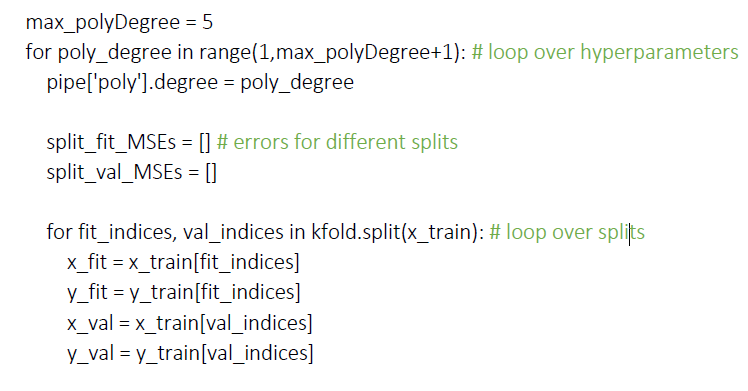 max_polyDegree = 5
for poly_degree in range(1,max_polyDegree+1): # loop over hyperparameters
pipe['poly'].degree = poly_degree
split_fit_MSEs = [] # errors for different splits
split_val_MSEs = []
for fit_indices, val_indices in kfold.split(x_train): # loop over splits
x_fit = x_train[fit_indices]
y_fit = y_train[fit_indices]
x_val = x_train[val_indices]
y_val = y_train[val_indices]